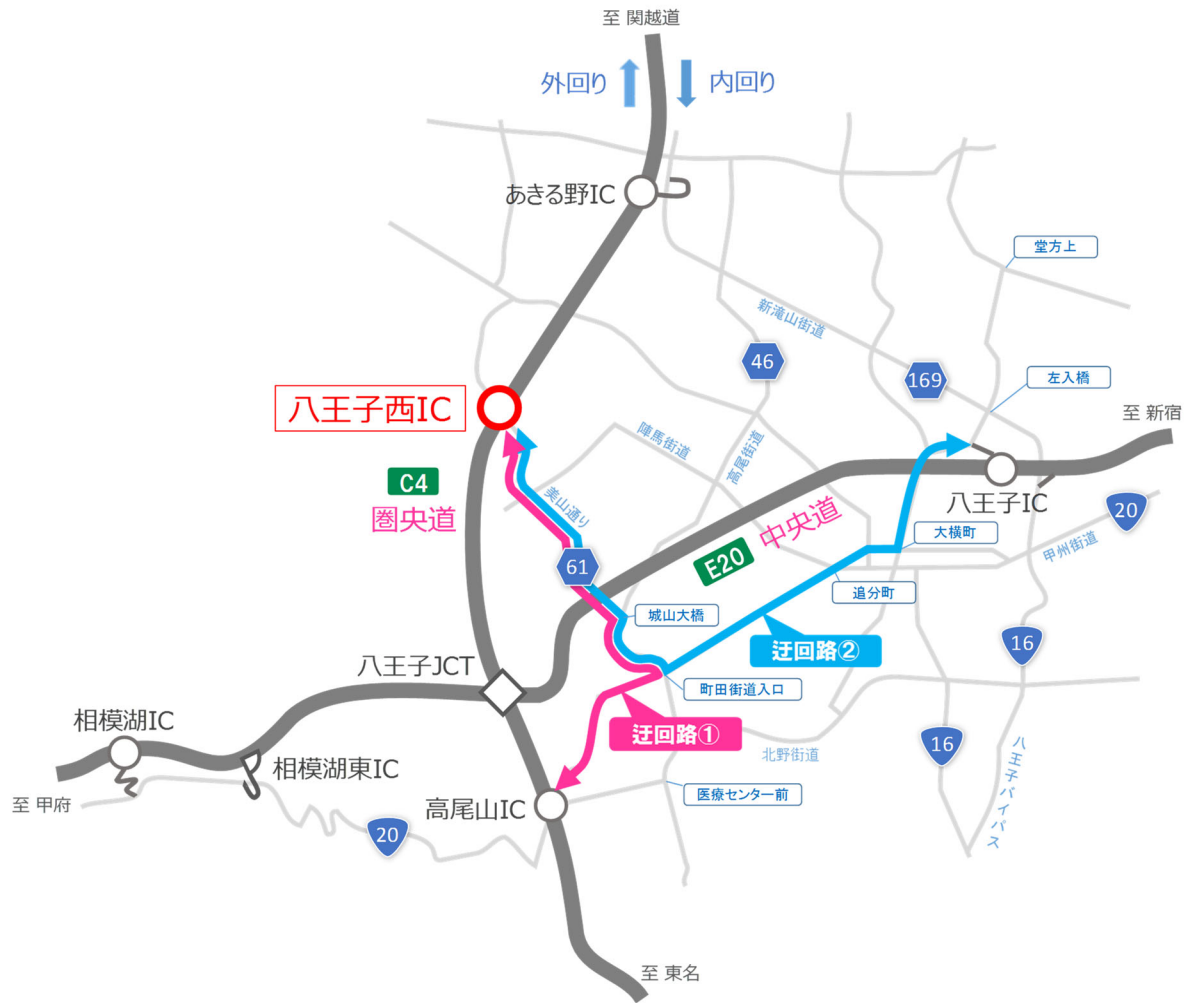 至 関越道
外回り
内回り
あきる野IC
堂方上
新滝山街道
46
169
左入橋
八王子西IC
至 新宿
陣馬街道
高尾街道
C4
圏央道
美山通り
中央道
八王子IC
20
E20
大横町
甲州街道
61
追分町
城山大橋
16
迂回路②
八王子JCT
町田街道入口
相模湖IC
迂回路①
16
北野街道
八王子バイパス
相模湖東IC
至 甲府
医療センター前
高尾山IC
20
至 東名